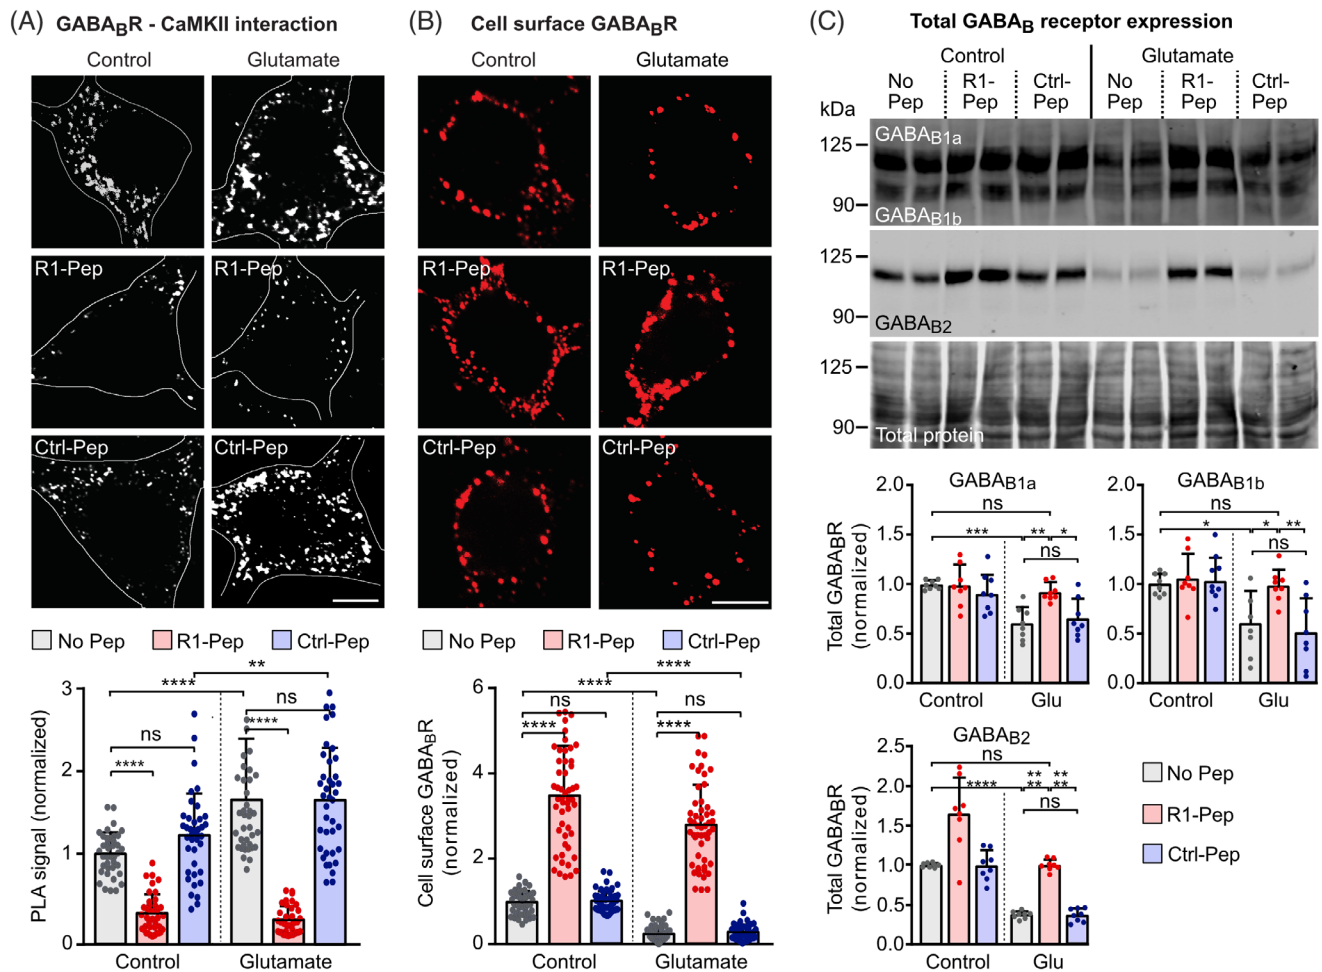 (A) GABABR - CaMKII interaction
Control Glutamate
R1-Pep R1-Pep
Ctrl-Pep Ctrl-Pep
No Pep R1-Pep Ctrl-Pep
PLA signal (normalized)
3
2
1
0
**
****
ns
ns
****
****
Control Glutamate
(B) Cell surface GABABR
Control Glutamate
R1-Pep R1-Pep
Ctrl-Pep Ctrl-Pep
No Pep R1-Pep Ctrl-Pep
Cell surface GABABR
(normalized)
6
4
2
0
****
****
ns
ns
****
****
Control Glutamate
(C) Total GABAB receptor expression
Control Glutamate
No Pep R1-Pep Ctrl-Pep No Pep R1-Pep Ctrl-Pep
kDa
125
GABAB1a
90
GABAB1b
125
90
GABAB2
125
90
Total protein
GABAB1a
Total GABABR
(normalized)
2.0
1.5
1.0
0.5
0.0
ns
*** ** *
ns
Control Glu
GABAB1b
2.0
1.5
1.0
0.5
0.0
ns
* * **
ns
Control Glu
GABAB2
Total GABABR
(normalized)
2.0
1.5
1.0
0.5
0.0
ns
**** ** **
** **
ns
Control Glu
No Pep
R1-Pep
Ctrl-Pep